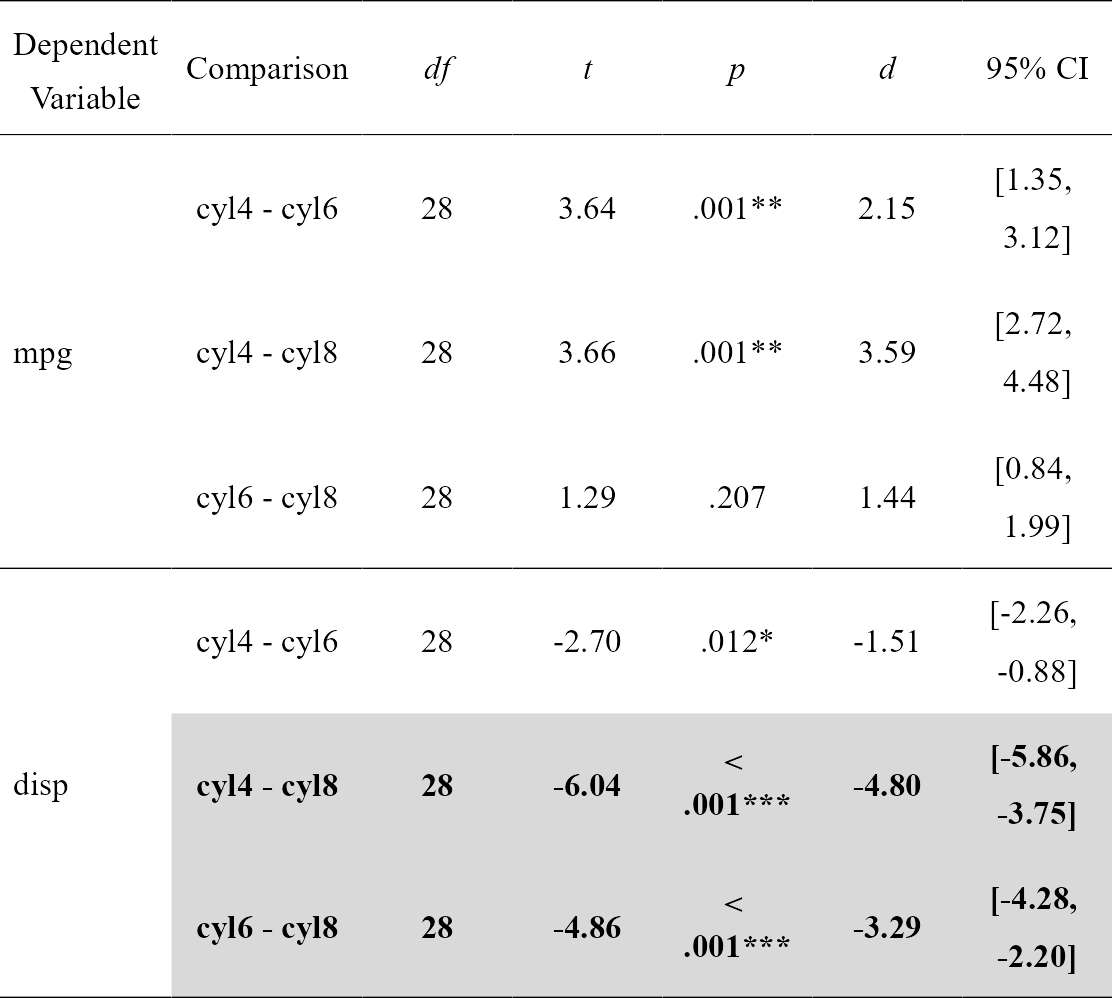 Dependent Variable Comparison df t p d 95% CI
mpg
cyl4 - cyl6 28 3.64 .001** 2.15 [1.35, 3.12]
cyl4 - cyl8 28 3.66 .001** 3.59 [2.72, 4.48]
cyl6 - cyl8 28 1.29 .207 1.44 [0.84, 1.99]
disp
cyl4 - cyl6 28 -2.70 .012* -1.51 [-2.26, -0.88]
cyl4 - cyl8 28 -6.04 < .001*** -4.80 [-5.86, -3.75]
cyl6 - cyl8 28 -4.86 < .001*** -3.29 [-4.28, -2.20]